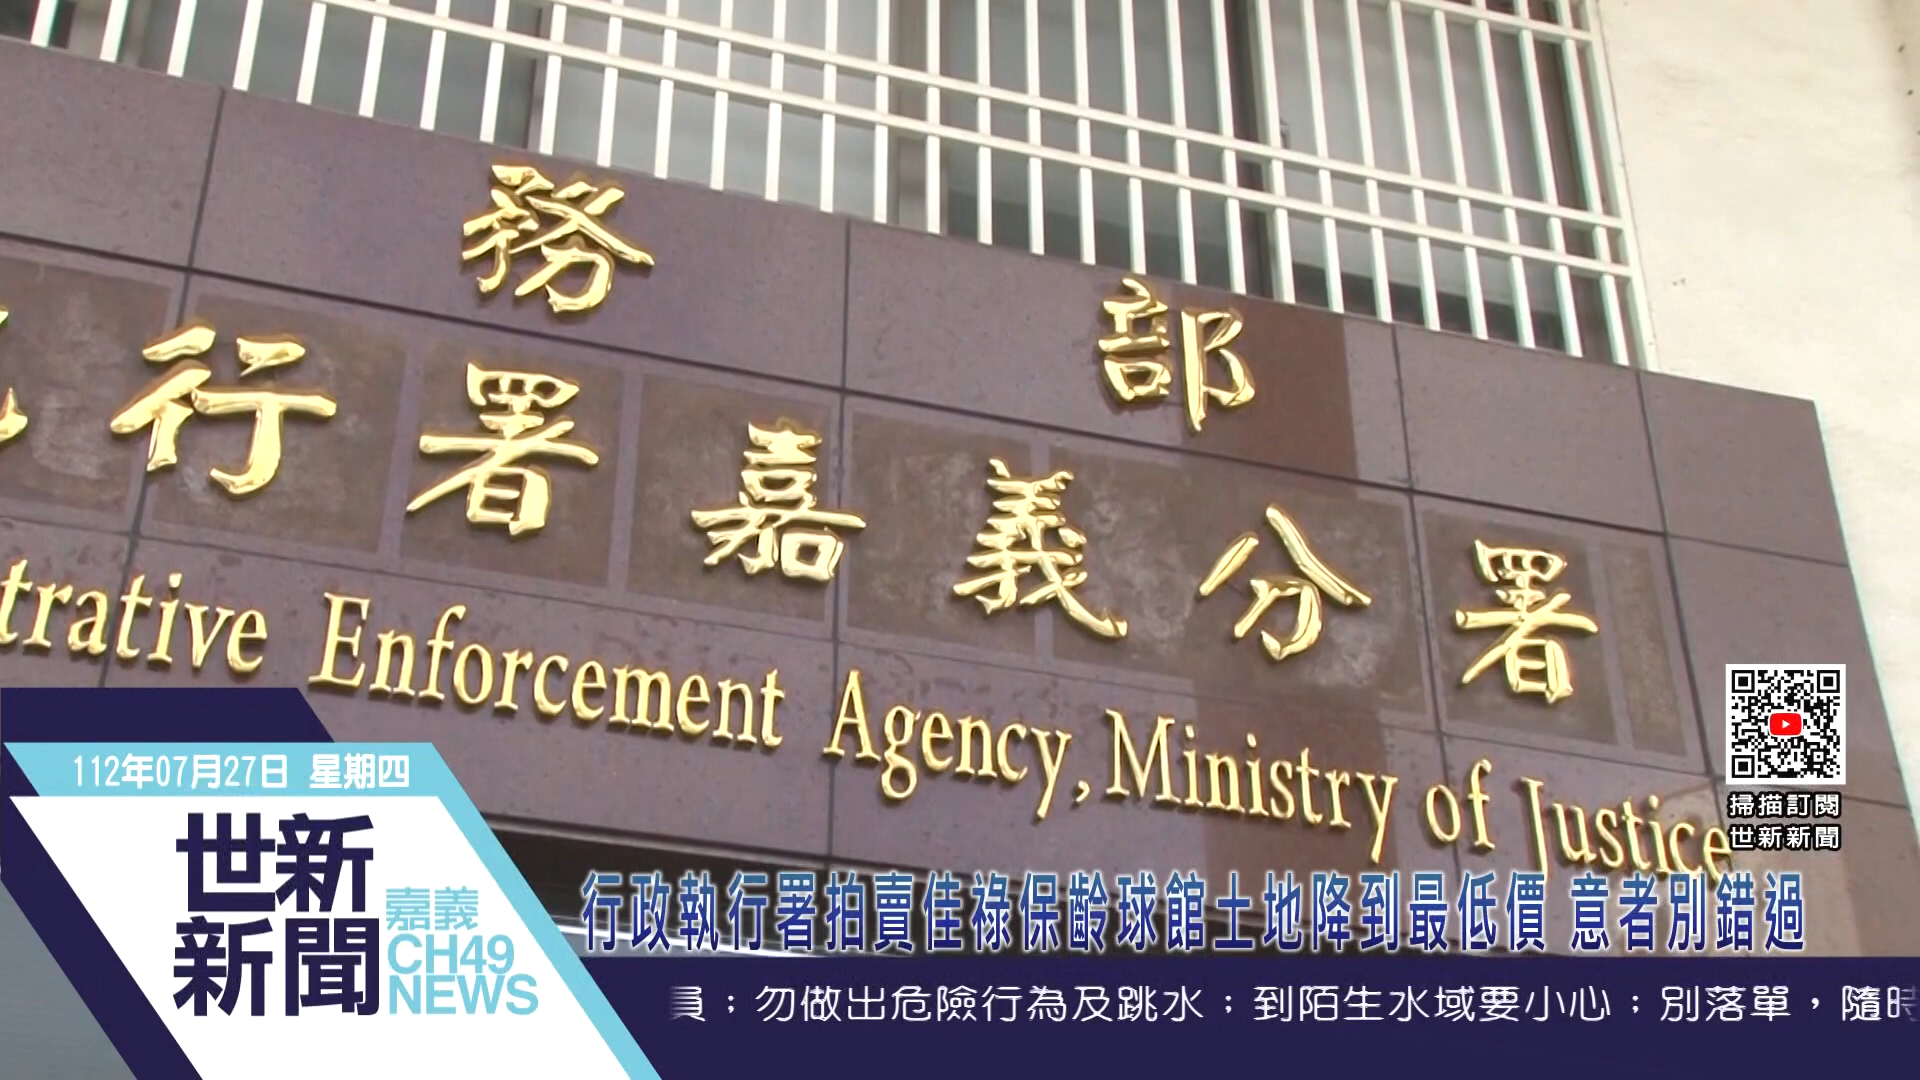 務 部
行署嘉義分署
trative Enforcement Agency, Ministry of Justice
掃描訂閱
世新新聞
112年07月27日 星期四
世新
新聞
嘉義
CH49
NEWS
行政執行署拍賣佳祿保齡球館土地降到最低價 意者別錯過
員；勿做出危險行為及跳水；到陌生水域要小心；別落單，隨時